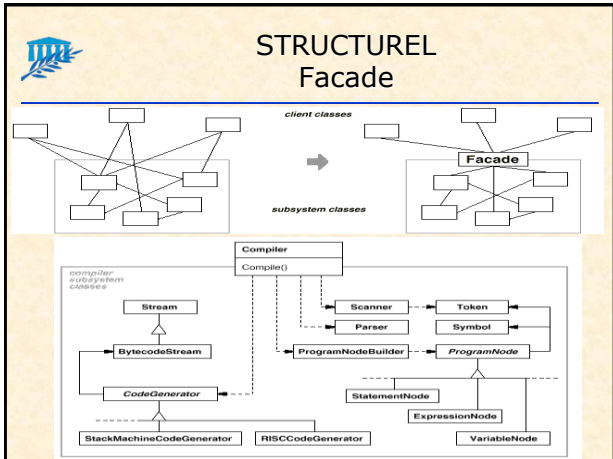 STRUCTUREL
Facade
client classes
Facade
subsystem classes
Compiler
Compile()
compiler
subsystem
classes
Stream
Scanner
Token
Parser
Symbol
BytecodeStream
ProgramNodeBuilder
ProgramNode
CodeGenerator
StatementNode
ExpressionNode
StackMachineCodeGenerator
RISCCodeGenerator
VariableNode